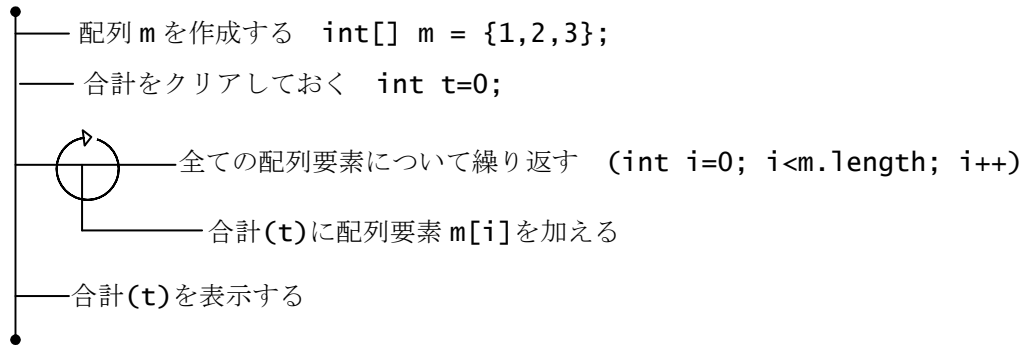 配列 m を作成する int[] m = {1,2,3};
合計をクリアしておく int t=0;
全ての配列要素について繰り返す (int i=0; i<m.length; i++)
合計(t)に配列要素 m[i]を加える
合計(t)を表示する